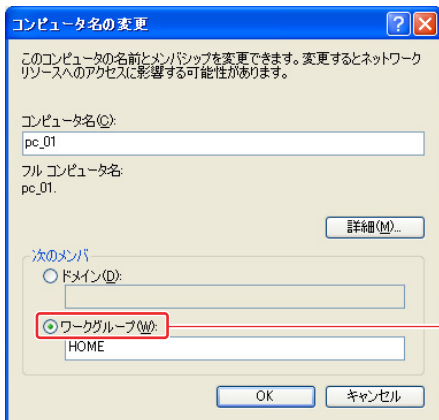 コンピュータ名の変更
このコンピュータの名前とメンバシップを変更できます。変更するとネットワーク
リソースへのアクセスに影響する可能性があります。
コンピュータ名(C):
pc_01
フル コンピュータ名:
pc_01.
詳細(M)...
次のメンバ
ドメイン(D):
ワークグループ(W):
HOME
OK キャンセル